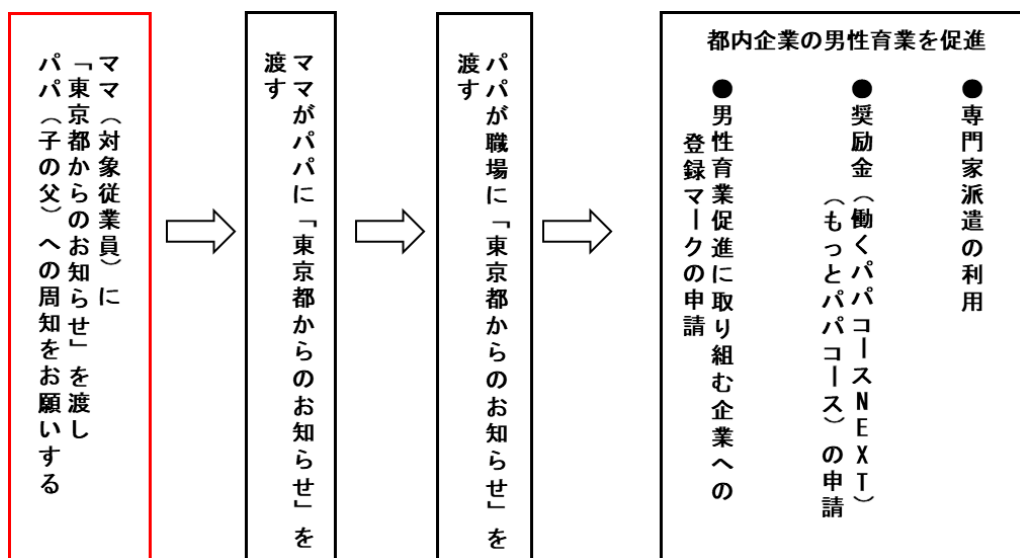 ママ（対象従業員）に
「東京都からのお知らせ」を渡し
パパ（子の父）への周知をお願いする
ママがパパに「東京都からのお知らせ」を
渡す
パパが職場に「東京都からのお知らせ」を
渡す
都内企業の男性育業を促進
●専門家派遣の利用
●奨励金（働くパパコースNEXT）
（もっとパパコース）の申請
●男性育業促進に取り組む企業への
登録マークの申請